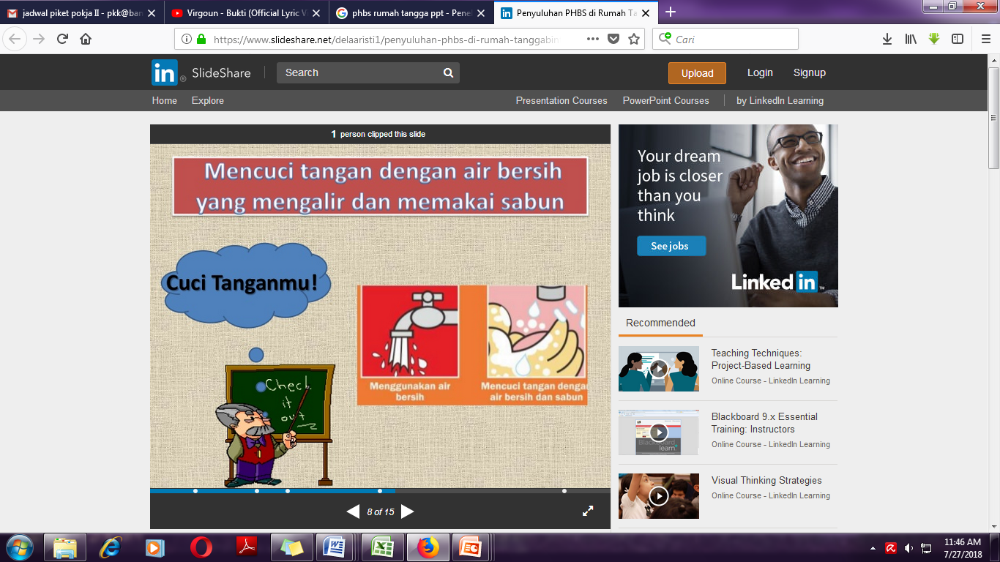 jadwal piket pokja II - pkk@ban
Virgoun - Bukti (Official Lyric V
phbs rumah tangga ppt - Penel
Penyuluhan PHBS di Rumah Ta
https://www.slideshare.net/delaaristi1/penyuluhan-phbs-di-rumah-tanggabin
Cari
in SlideShare
Search
Upload
Login
Signup
Home
Explore
Presentation Courses
PowerPoint Courses
by LinkedIn Learning
1 person clipped this slide
Mencuci tangan dengan air bersih
yang mengalir dan memakai sabun
Cuci Tanganmu!
Check
it
out
Menggunakan air
bersih
Mencuci tangan denga
air bersih dan sabun
8 of 15
Your dream
job is closer
than you
think
See jobs
Linked in
Recommended
Teaching Techniques:
Project-Based Learning
Online Course - LinkedIn Learning
Blackboard 9.x Essential
Training: Instructors
Online Course - LinkedIn Learning
Blackboard
learn
Visual Thinking Strategies
Online Course - LinkedIn Learning
11:46 AM
7/27/2018